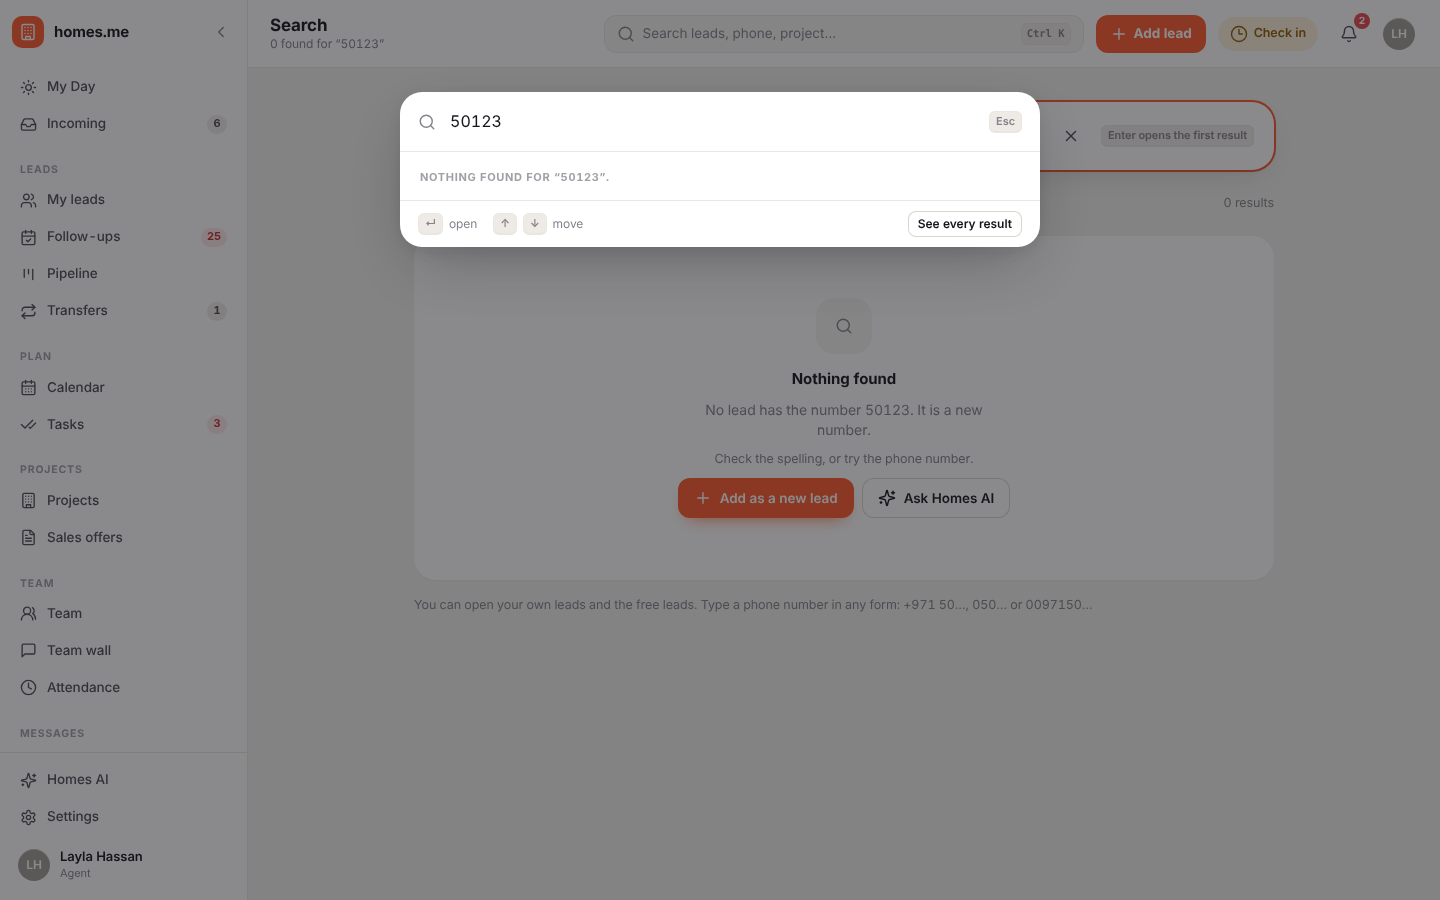 homes.me
My Day
Incoming 6
LEADS
My leads
Follow-ups 25
Pipeline
Transfers 1
PLAN
Calendar
Tasks 3
PROJECTS
Projects
Sales offers
TEAM
Team
Team wall
Attendance
MESSAGES
Homes AI
Settings
LH Layla Hassan
Agent
Search
0 found for “50123”
Search leads, phone, project... Ctrl K
Add lead
Check in
2
LH
50123 Esc
NOTHING FOUND FOR “50123”.
open move See every result
Enter opens the first result
0 results
Nothing found
No lead has the number 50123. It is a new
number.
Check the spelling, or try the phone number.
Add as a new lead Ask Homes AI
You can open your own leads and the free leads. Type a phone number in any form: +971 50..., 050... or 0097150...